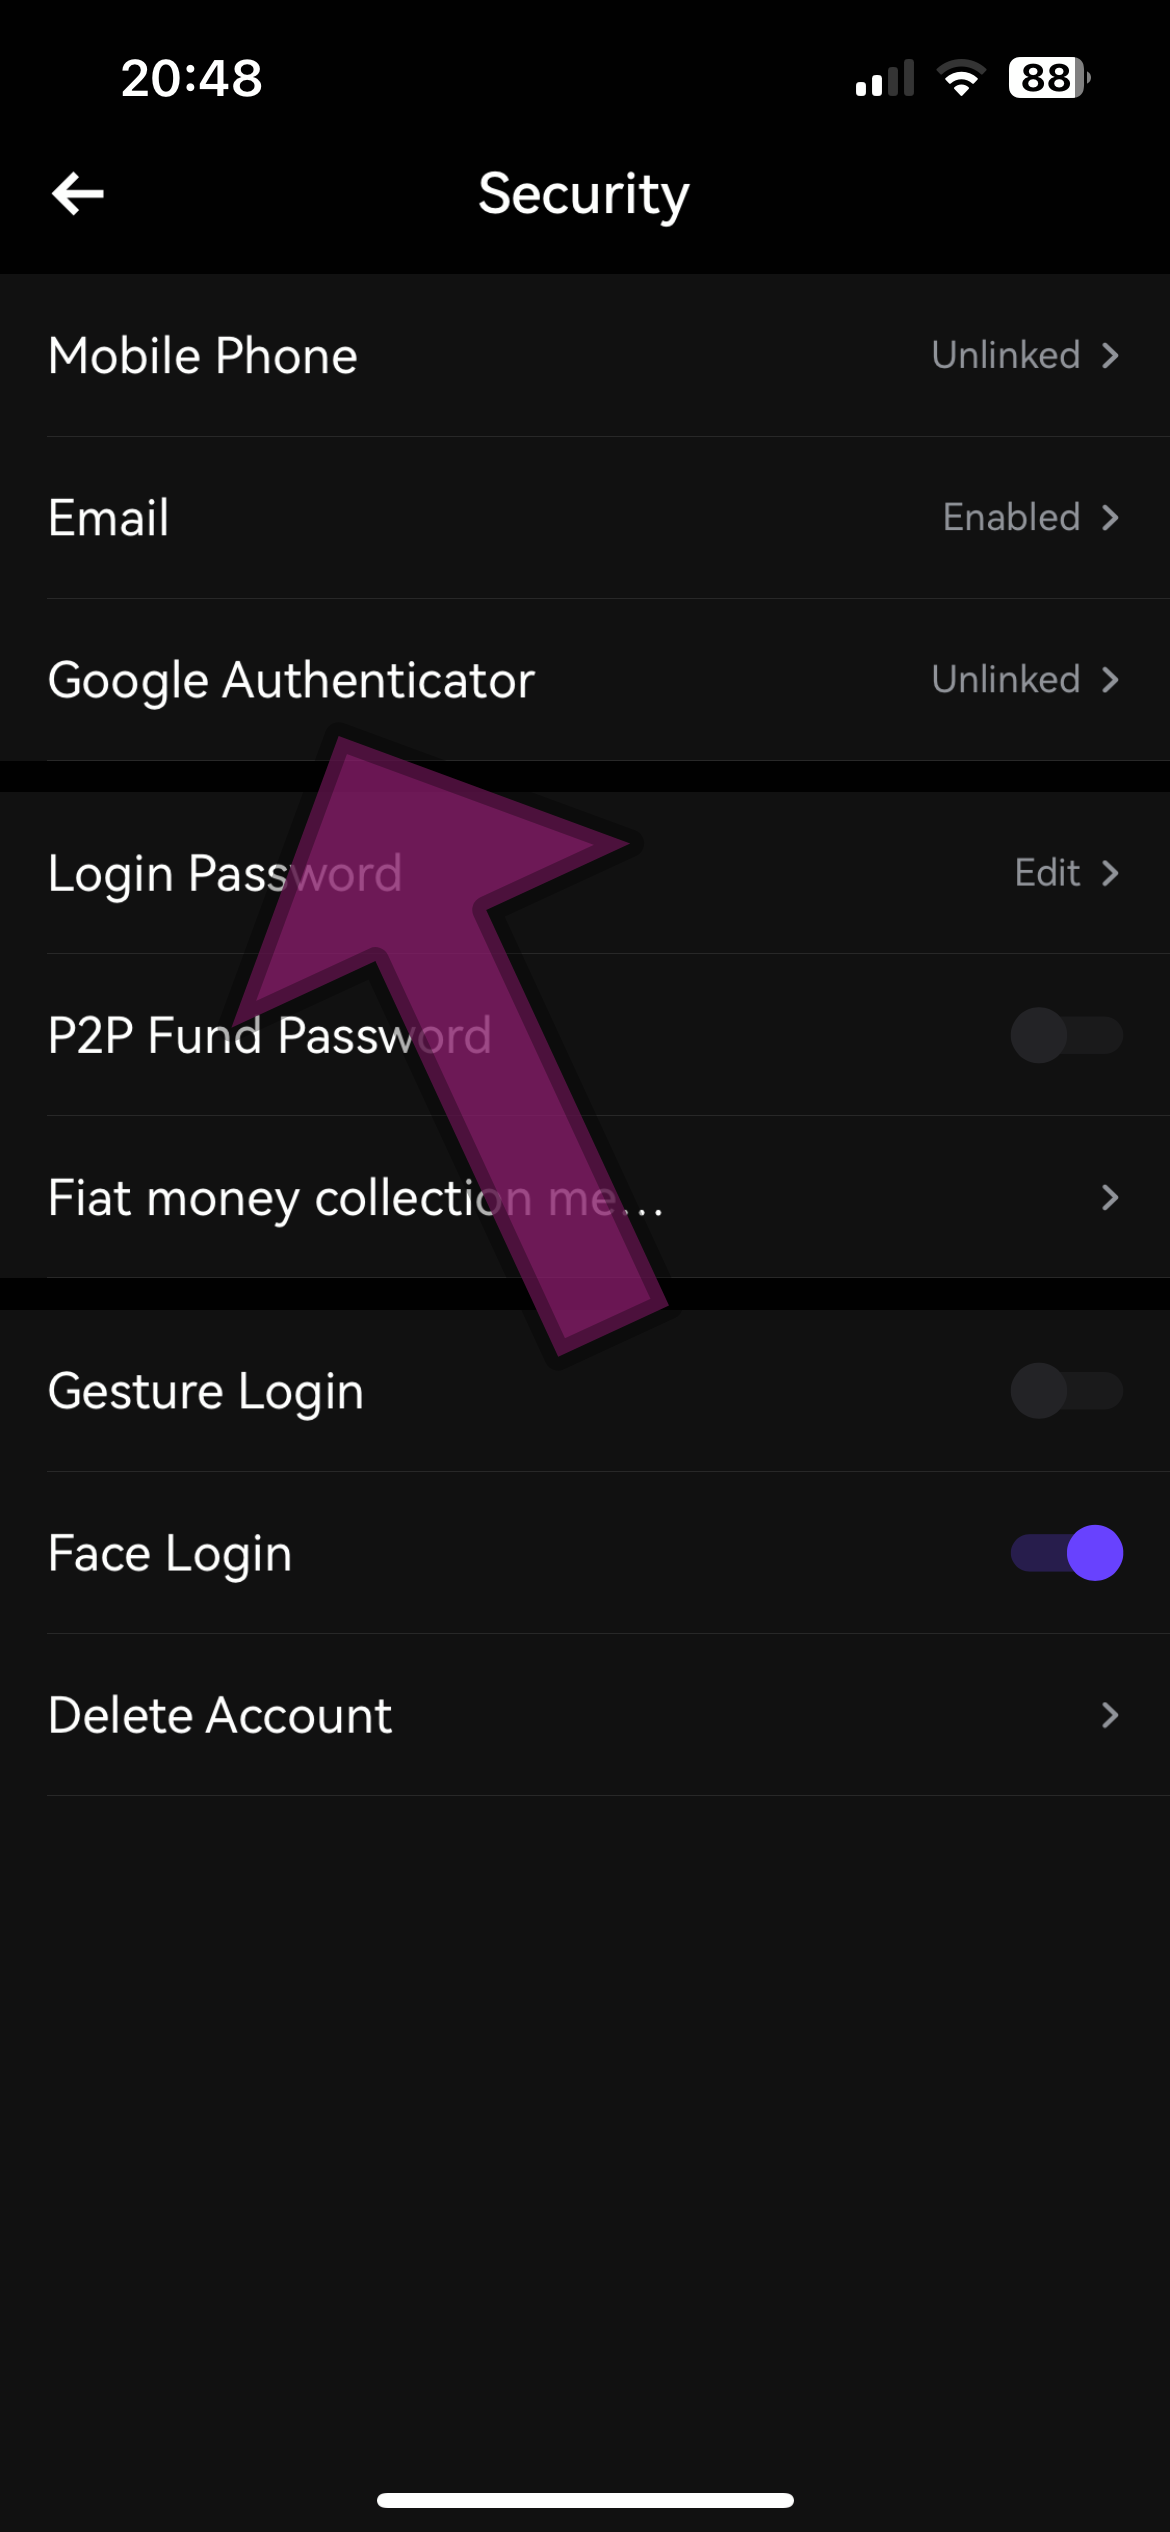 20:48
88
Security
Mobile Phone
Unlinked
Email
Enabled
Google Authenticator
Unlinked
Login Password
Edit
P2P Fund Password
Fiat money collection me...
Gesture Login
Face Login
Delete Account